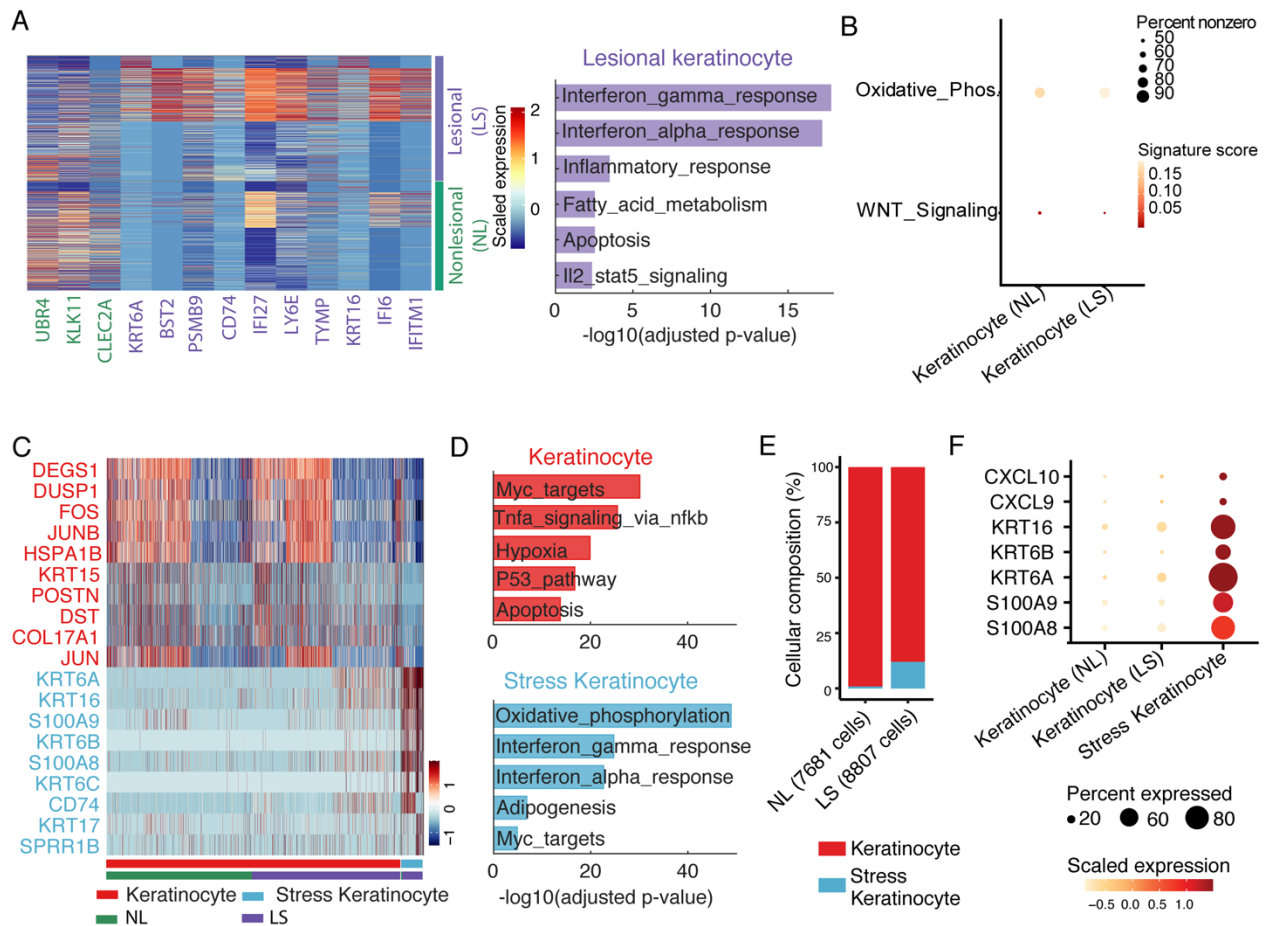 A
Lesional
(LS)
Nonlesional
(NL)
UBR4
KLK11
CLEC2A
KRT6A
BST2
PSMB9
CD74
IFI27
LY6E
TYMP
KRT16
IFI6
IFITM1
Scaled expression
2
1
0
Lesional keratinocyte
Interferon_gamma_response
Interferon_alpha_response
Inflammatory_response
Fatty_acid_metabolism
Apoptosis
Il2_stat5_signaling
0 5 10 15
-log10(adjusted p-value)
B
Oxidative_Phos.
WNT_Signaling
Keratinocyte (NL)
Keratinocyte (LS)
Percent nonzero
50
60
70
80
90
Signature score
0.15
0.10
0.05
C
DEGS1
DUSP1
FOS
JUNB
HSPA1B
KRT15
POSTN
DST
COL17A1
JUN
KRT6A
KRT16
S100A9
KRT6B
S100A8
KRT6C
CD74
KRT17
SPRR1B
1
0
-1
Keratinocyte
Stress Keratinocyte
NL
LS
D
Keratinocyte
Myc_targets
Tnfa_signaling_via_nfkb
Hypoxia
P53_pathway
Apoptosis
0 20 40
Stress Keratinocyte
Oxidative_phosphorylation
Interferon_gamma_response
Interferon_alpha_response
Adipogenesis
Myc_targets
0 20 40
-log10(adjusted p-value)
E
Cellular composition (%)
100
75
50
25
0
NL (7681 cells)
LS (8807 cells)
Keratinocyte
Stress
Keratinocyte
F
CXCL10
CXCL9
KRT16
KRT6B
KRT6A
S100A9
S100A8
Keratinocyte (NL)
Keratinocyte (LS)
Stress Keratinocyte
Percent expressed
20 60 80
Scaled expression
−0.5 0.0 0.5 1.0